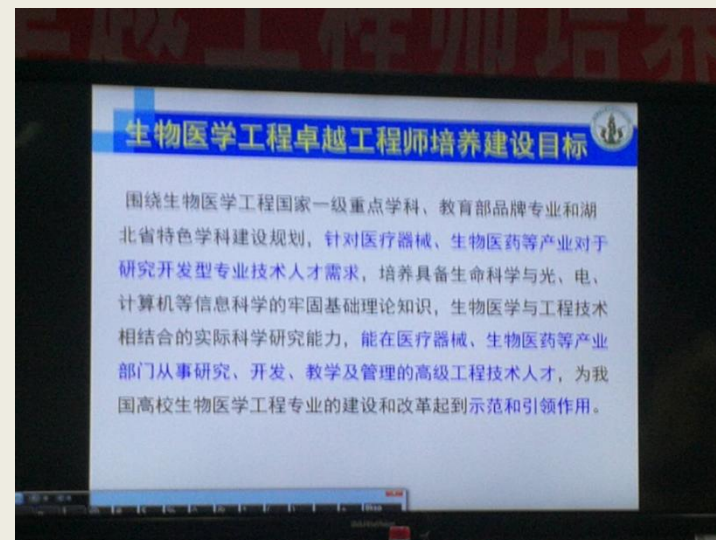 卓越工程师培养
生物医学工程卓越工程师培养建设目标
围绕生物医学工程国家一级重点学科、教育部品牌专业和湖
北省特色学科建设规划，针对医疗器械、生物医药等产业对于
研究开发型专业技术人才需求，培养具备生命科学与光、电、
计算机等信息科学的牢固基础理论知识，生物医学与工程技术
相结合的实际科学研究能力，能在医疗器械、生物医药等产业
部门从事研究、开发、教学及管理的高级工程技术人才，为我
国高校生物医学工程专业的建设和改革起到示范和引领作用。